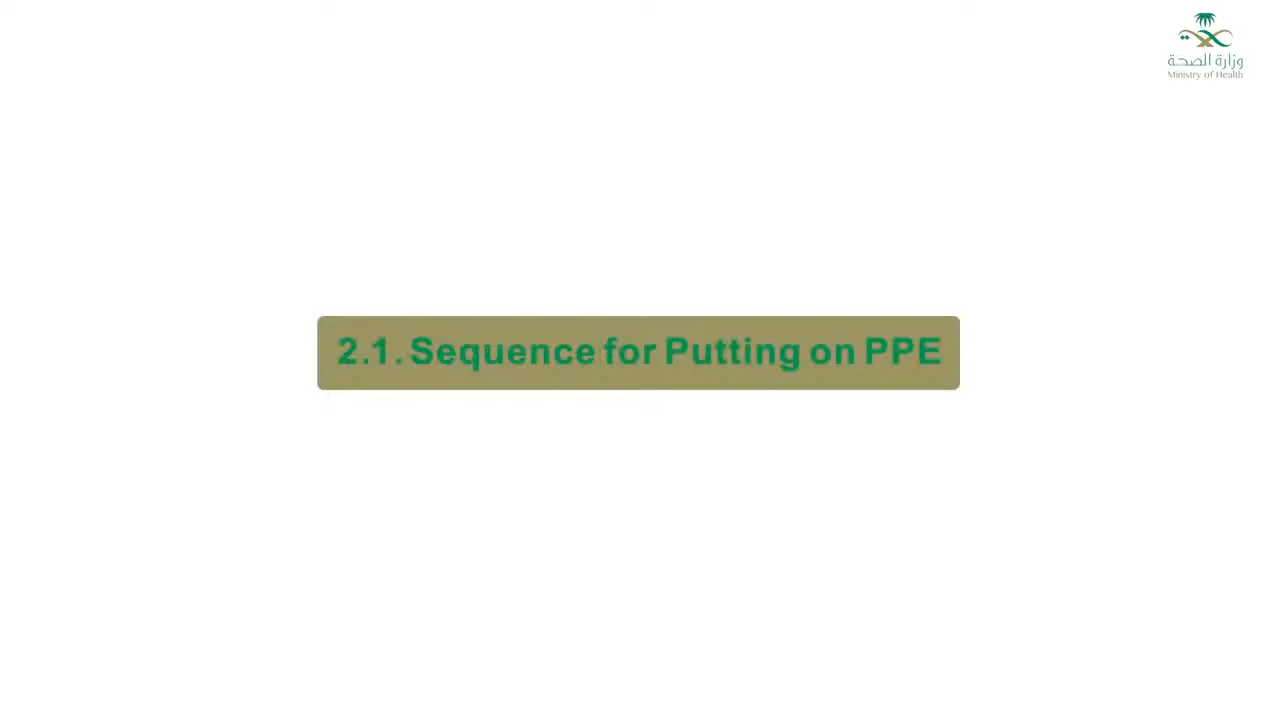 وزارة الصحة
Ministry of Health
2.1. Sequence for Putting on PPE